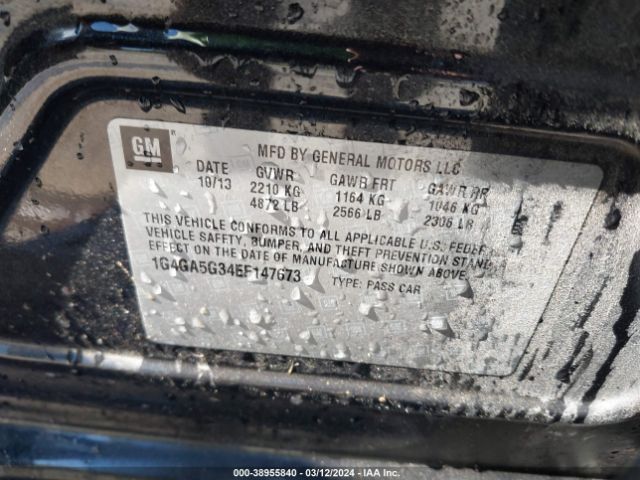 GM
MFD BY GENERAL MOTORS LLC
DATE GVWR GAWR FRT GAWR RR
10/13 2210 KG 1164 KG 1046 KG
4872 LB 2566 LB 2306 LB
THIS VEHICLE CONFORMS TO ALL APPLICABLE U.S. FEDER
VEHICLE SAFETY, BUMPER, AND THEFT PREVENTION STAN
EFFECT ON THE DATE OF MANUFACTURE SHOWN ABOVE.
1G4GA5G34EF147673 TYPE: PASS CAR
000-38955840 - 03/12/2024 - IAA Inc.